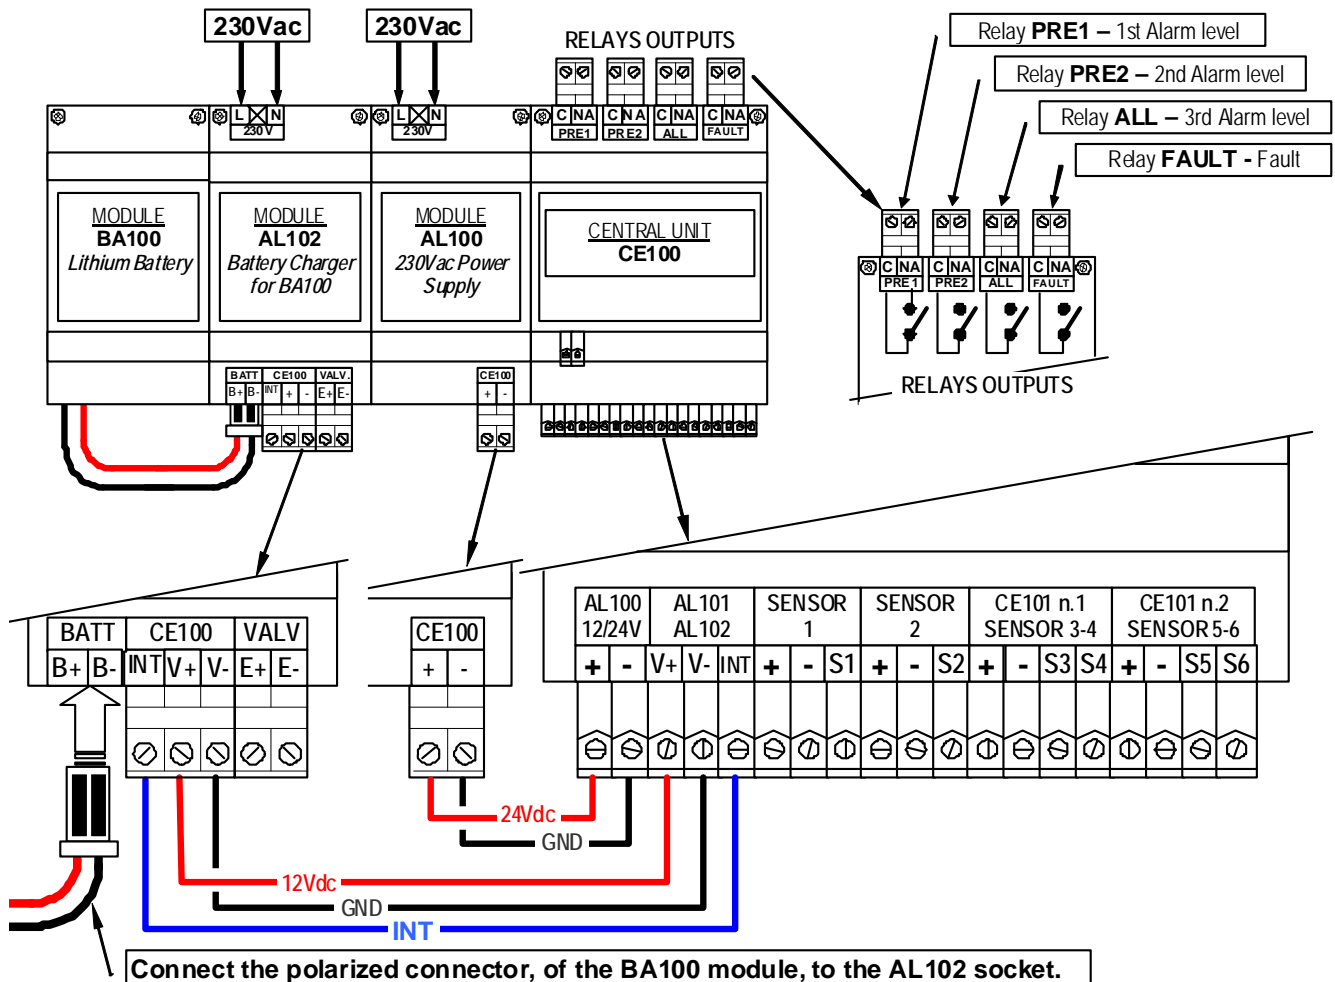 230Vac
230Vac
RELAYS OUTPUTS
Relay PRE1 – 1st Alarm level
Relay PRE2 – 2nd Alarm level
Relay ALL – 3rd Alarm level
Relay FAULT - Fault
L N
230V
L N
230V
C NA C NA C NA C NA
PRE1 PRE2 ALL FAULT
MODULE
BA100
Lithium Battery
MODULE
AL102
Battery Charger
for BA100
MODULE
AL100
230Vac Power
Supply
CENTRAL UNIT
CE100
C NA C NA C NA C NA
PRE1 PRE2 ALL FAULT
RELAYS OUTPUTS
BATT CE100 VALV.
B+ B- INT + - E+ E-
CE100
+ -
BATT CE100 VALV
B+ B- INT V+ V- E+ E-
CE100
+ -
AL100 AL101 SENSOR SENSOR CE101 n.1 CE101 n.2
12/24V AL102 1 2 SENSOR 3-4 SENSOR 5-6
+ - V+ V- INT + - S1 + - S2 + - S3 S4 + - S5 S6
24Vdc
GND
12Vdc
GND
INT
Connect the polarized connector, of the BA100 module, to the AL102 socket.